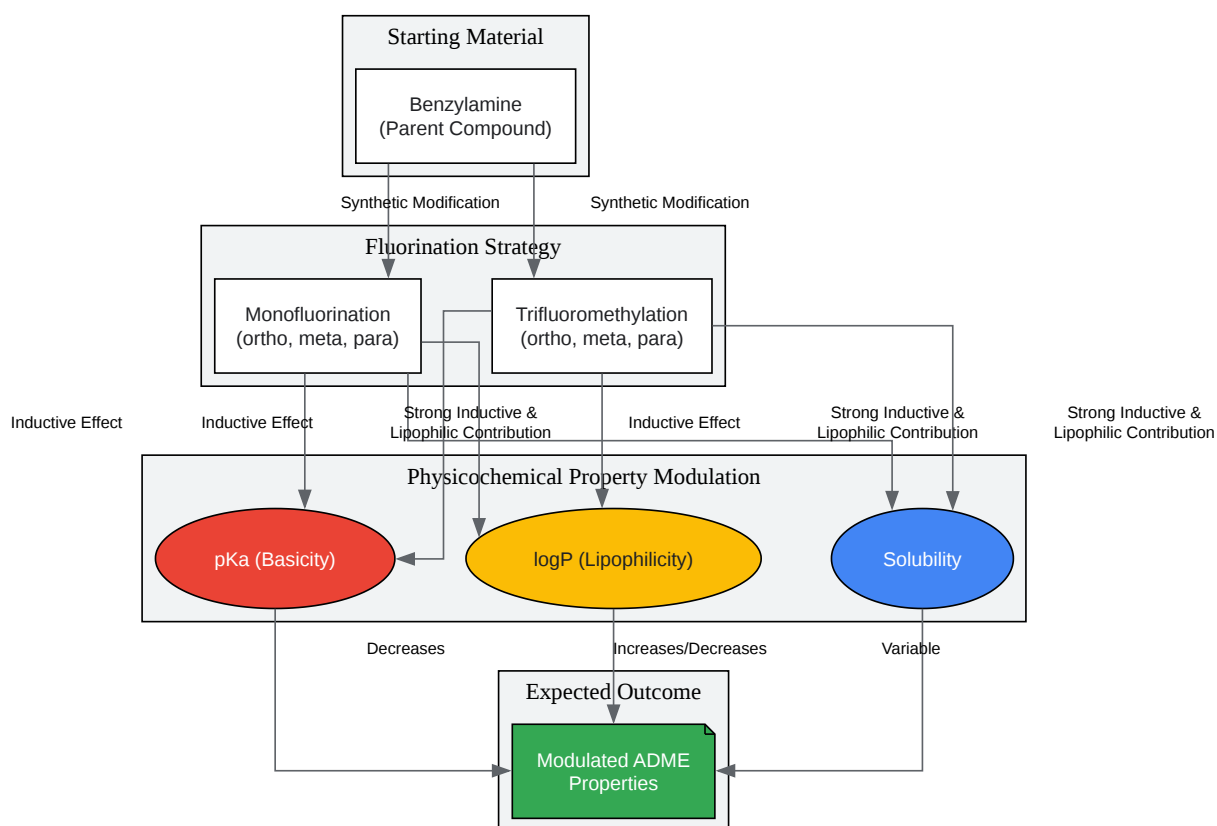 Starting Material
Benzylamine
(Parent Compound)
Synthetic Modification
Synthetic Modification
Fluorination Strategy
Monofluorination
(ortho, meta, para)
Trifluoromethylation
(ortho, meta, para)
Inductive Effect
Inductive Effect
Strong Inductive &
Lipophilic Contribution
Inductive Effect
Strong Inductive &
Lipophilic Contribution
Strong Inductive &
Lipophilic Contribution
Physicochemical Property Modulation
pKa (Basicity)
logP (Lipophilicity)
Solubility
Decreases
Increases/Decreases
Variable
Expected Outcome
Modulated ADME
Properties